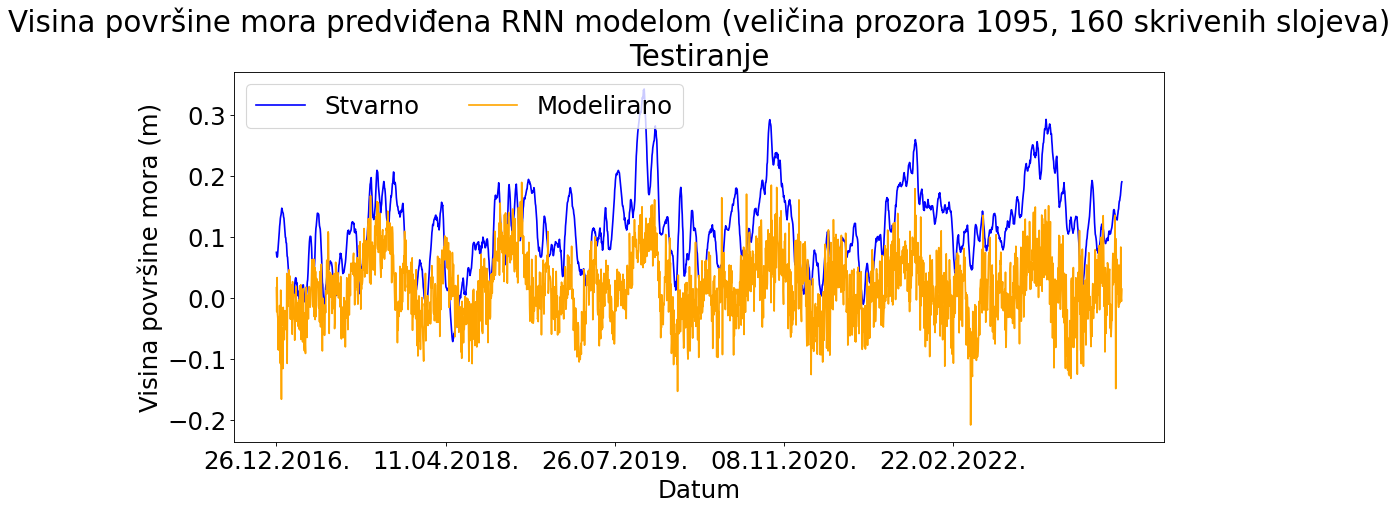 Visina površine mora predviđena RNN modelom (veličina prozora 1095, 160 skrivenih slojeva)
Testiranje
Stvarno Modelirano
Visina površine mora (m)
0.3
0.2
0.1
0.0
−0.1
−0.2
26.12.2016. 11.04.2018. 26.07.2019. 08.11.2020. 22.02.2022.
Datum